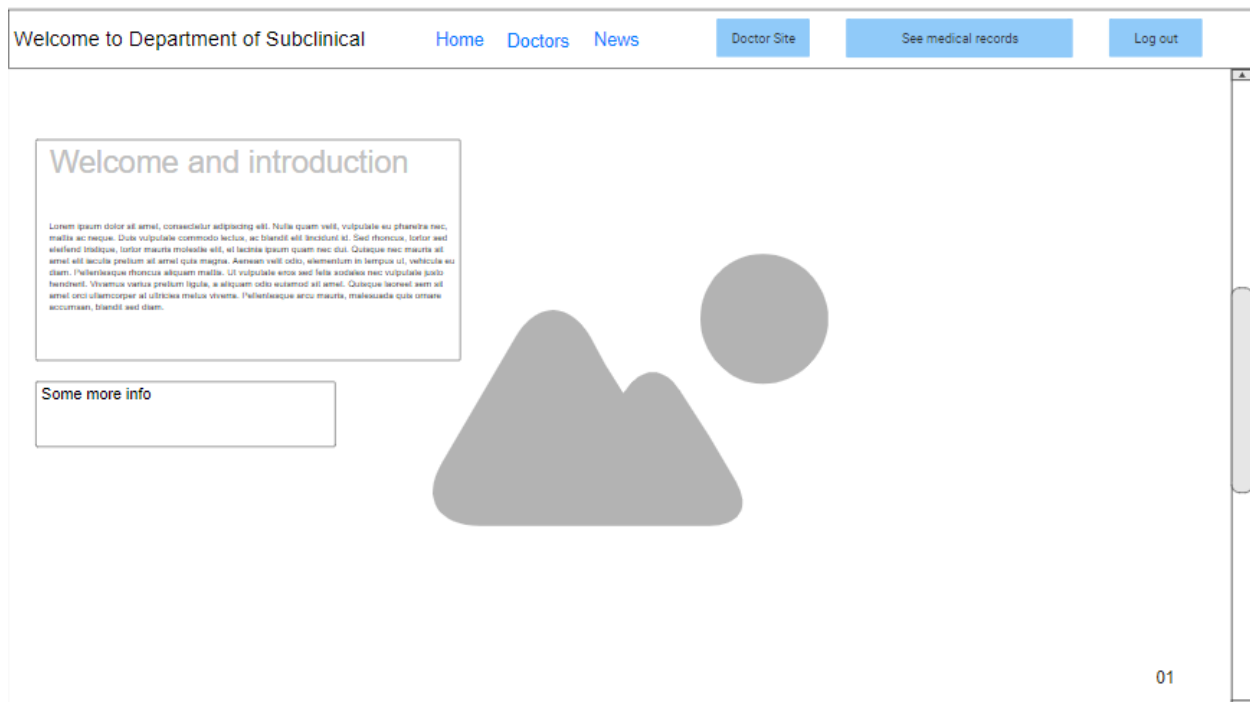 Welcome to Department of Subclinical
Home
Doctors
News
Doctor Site
See medical records
Log out
Welcome and introduction
Lorem ipsum dolor sit amet, consectetur adipiscing elit. Nulla quam velit, vulputate eu pharetra nec,
mattis ac neque. Duis vulputate commodo lectus, ac blandit elit tincidunt id. Sed rhoncus, tortor sed
eleifend tristique, tortor mauris molestie elit, et lacinia ipsum quam nec dui. Quisque nec mauris sit
amet elit iaculis pretium sit amet quis magna. Aenean velit odio, elementum in tempus ut, vehicula eu
diam. Pellentesque rhoncus aliquam mattis. Ut vulputate eros sed felis sodales nec vulputate justo
hendrerit. Vivamus varius pretium ligula, a aliquam odio euismod sit amet. Quisque laoreet sem sit
amet orci ullamcorper at ultricies metus viverra. Pellentesque arcu mauris, malesuada quis ornare
accumsan, blandit sed diam.
Some more info
01